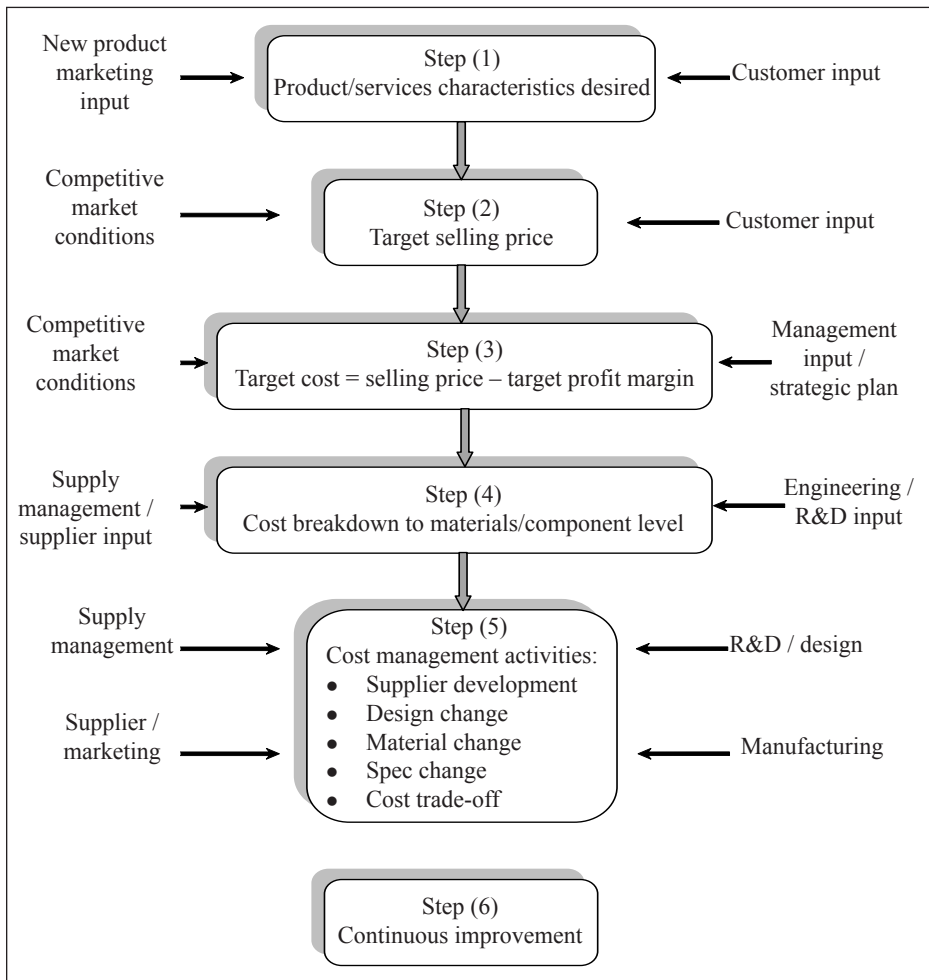 New product
marketing
input
Step (1)
Product/services characteristics desired
Customer input
Competitive
market
conditions
Step (2)
Target selling price
Customer input
Competitive
market
conditions
Step (3)
Target cost = selling price – target profit margin
Management
input /
strategic plan
Supply
management /
supplier input
Step (4)
Cost breakdown to materials/component level
Engineering /
R&D input
Supply
management
Supplier /
marketing
Step (5)
Cost management activities:
● Supplier development
● Design change
● Material change
● Spec change
● Cost trade-off
R&D / design
Manufacturing
Step (6)
Continuous improvement